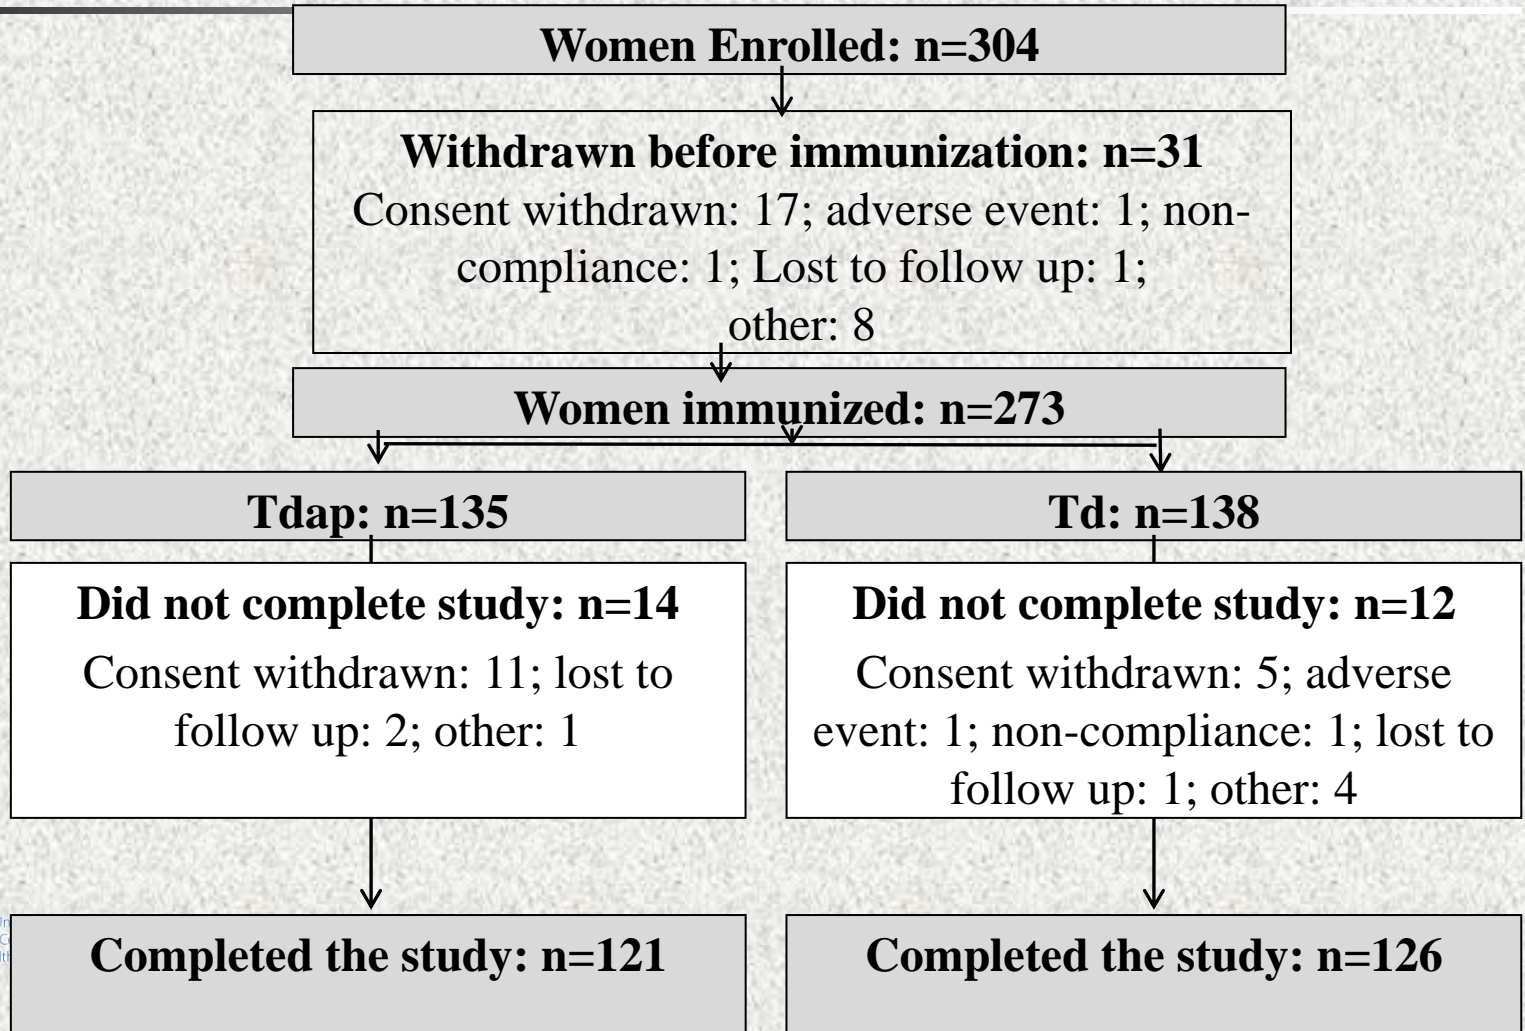 Women Enrolled: n=304
Withdrawn before immunization: n=31
Consent withdrawn: 17; adverse event: 1; non-
compliance: 1; Lost to follow up: 1;
other: 8
Women immunized: n=273
Tdap: n=135
Td: n=138
Did not complete study: n=14
Consent withdrawn: 11; lost to
follow up: 2; other: 1
Did not complete study: n=12
Consent withdrawn: 5; adverse
event: 1; non-compliance: 1; lost to
follow up: 1; other: 4
Completed the study: n=121
Completed the study: n=126